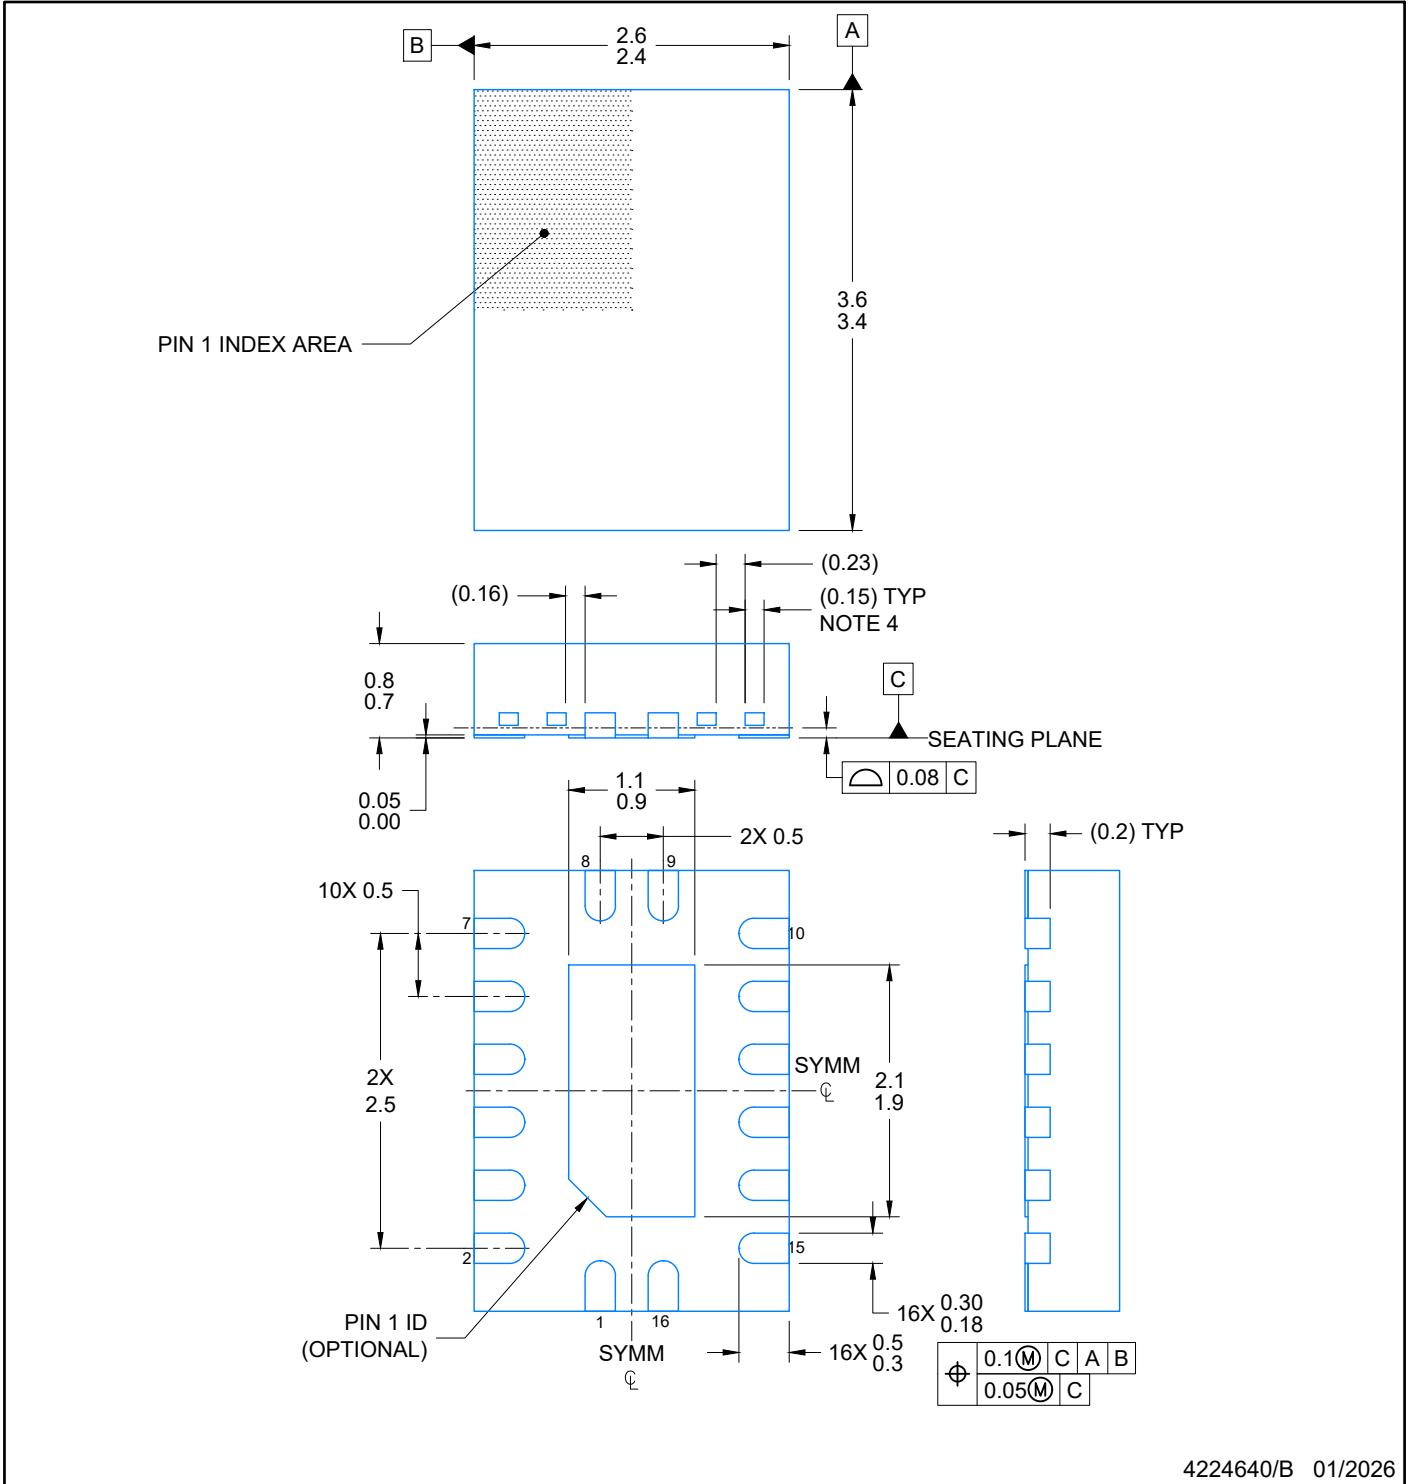 B
2.6
2.4
A
PIN 1 INDEX AREA
3.6
3.4
(0.23)
(0.16)
(0.15) TYP
NOTE 4
0.8
0.7
C
SEATING PLANE
0.08 C
0.05
0.00
1.1
0.9
2X 0.5
(0.2) TYP
8
9
10X 0.5
7
10
SYMM
℄
2X
2.5
2.1
1.9
2
15
PIN 1 ID
(OPTIONAL)
1
16
SYMM
℄
16X 0.30
0.18
16X 0.5
0.3
⌖ 0.1Ⓜ C A B
0.05Ⓜ C
4224640/B 01/2026